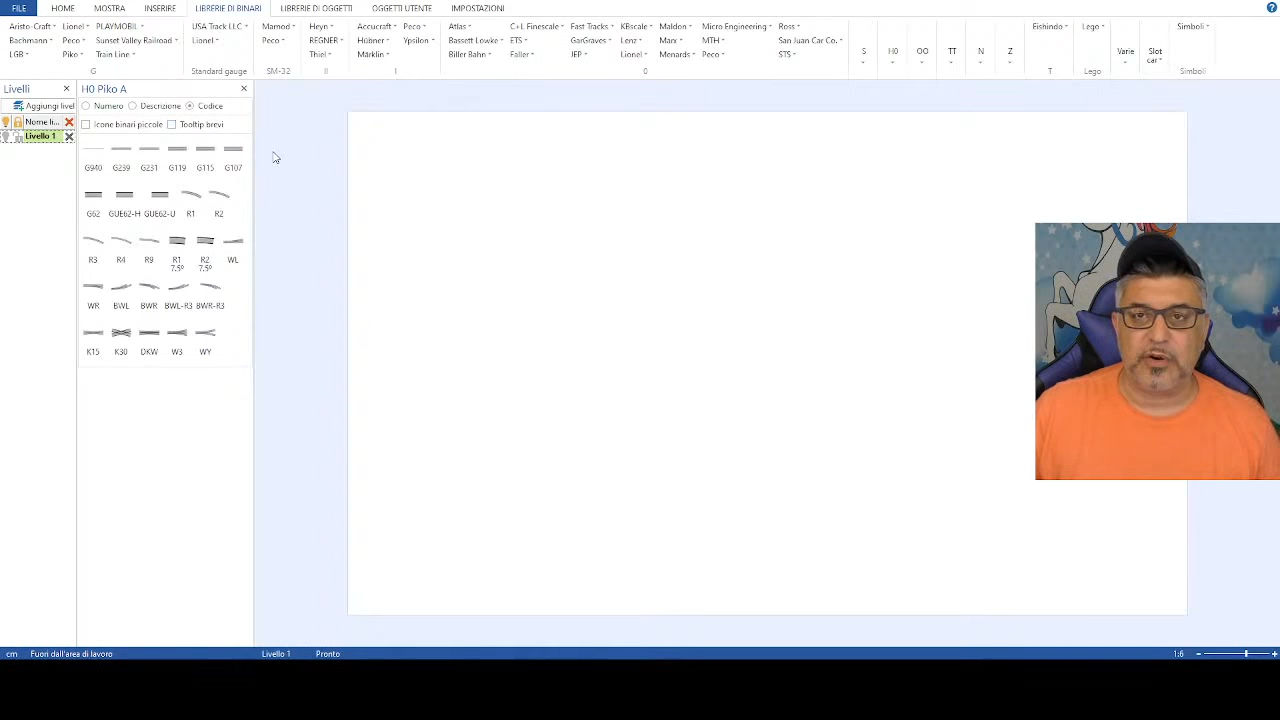 FILE HOME MOSTRA INSERIRE LIBRERIE DI BINARI LIBRERIE DI OGGETTI OGGETTI UTENTE IMPOSTAZIONI
Aristo-Craft Lionel PLAYMOBIL USA Track LLC Mamod Heyn Accucraft Peco Atlas C+L Finescale Fast Tracks KBscale Maldon Micro Engineering Ross Eishindo Lego Simboli
Bachmann Peco Sunset Valley Railroad Lionel Peco REGNER Hübner Ypsilon Bassett Lowke ETS GarGraves Lenz Marx MTH San Juan Car Co.
LGB Piko Train Line Thiel Märklin Biller Bahn Faller JEP Lionel Menards Peco STS
S H0 OO TT N Z Varie Slot car
G Standard gauge SM-32 II I 0 T Lego Simboli
Livelli
Aggiungi livel
Nome li...
Livello 1
H0 Piko A
Numero Descrizione Codice
Icone binari piccole Tooltip brevi
G940 G239 G231 G119 G115 G107
G62 GUE62-H GUE62-U R1 R2
R3 R4 R9 R1 7.5° R2 7.5° WL
WR BWL BWR BWL-R3 BWR-R3
K15 K30 DKW W3 WY
cm Fuori dall'area di lavoro Livello 1 Pronto 1:6